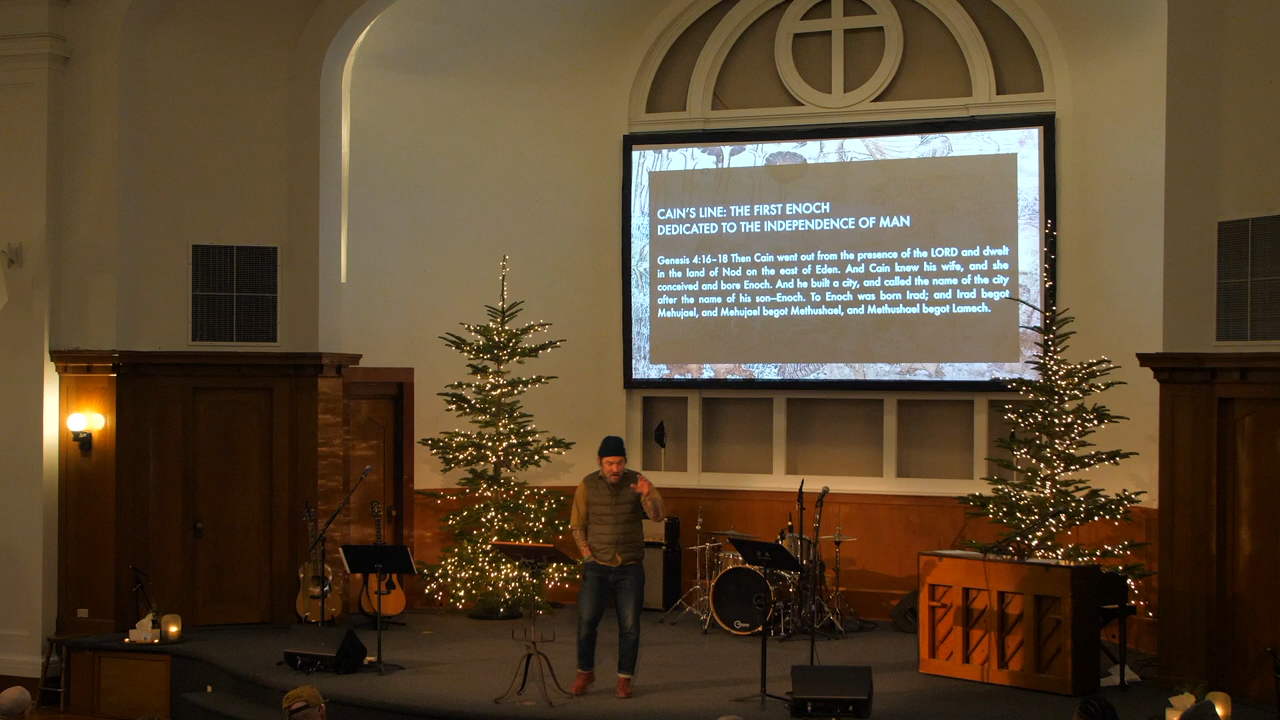 CAIN'S LINE: THE FIRST ENOCH
DEDICATED TO THE INDEPENDENCE OF MAN
Genesis 4:16–18 Then Cain went out from the presence of the LORD and dwelt
in the land of Nod on the east of Eden. And Cain knew his wife, and she
conceived and bore Enoch. And he built a city, and called the name of the city
after the name of his son—Enoch. To Enoch was born Irad; and Irad begot
Mehujael, and Mehujael begot Methushael, and Methushael begot Lamech.